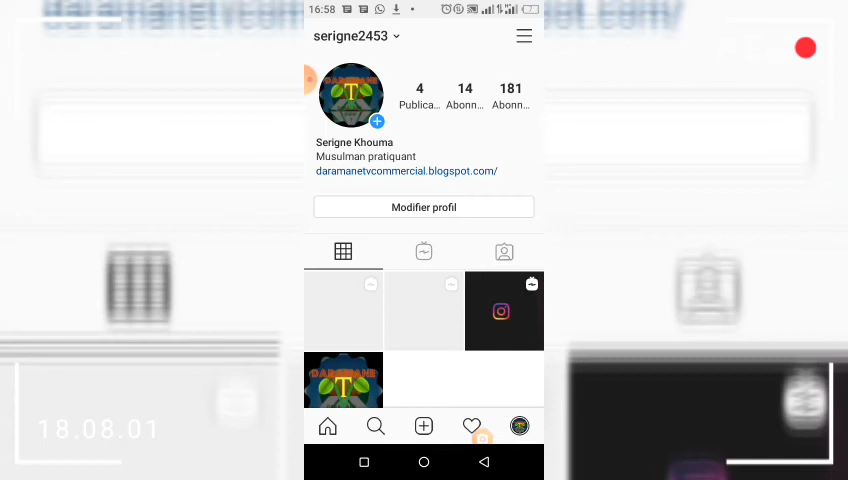 16:58
serigne2453
4 14 181
Publica... Abonn... Abonn...
Serigne Khouma
Musulman pratiquant
daramanetvcommercial.blogspot.com/
Modifier profil
DARAMANE
T
18.08.01